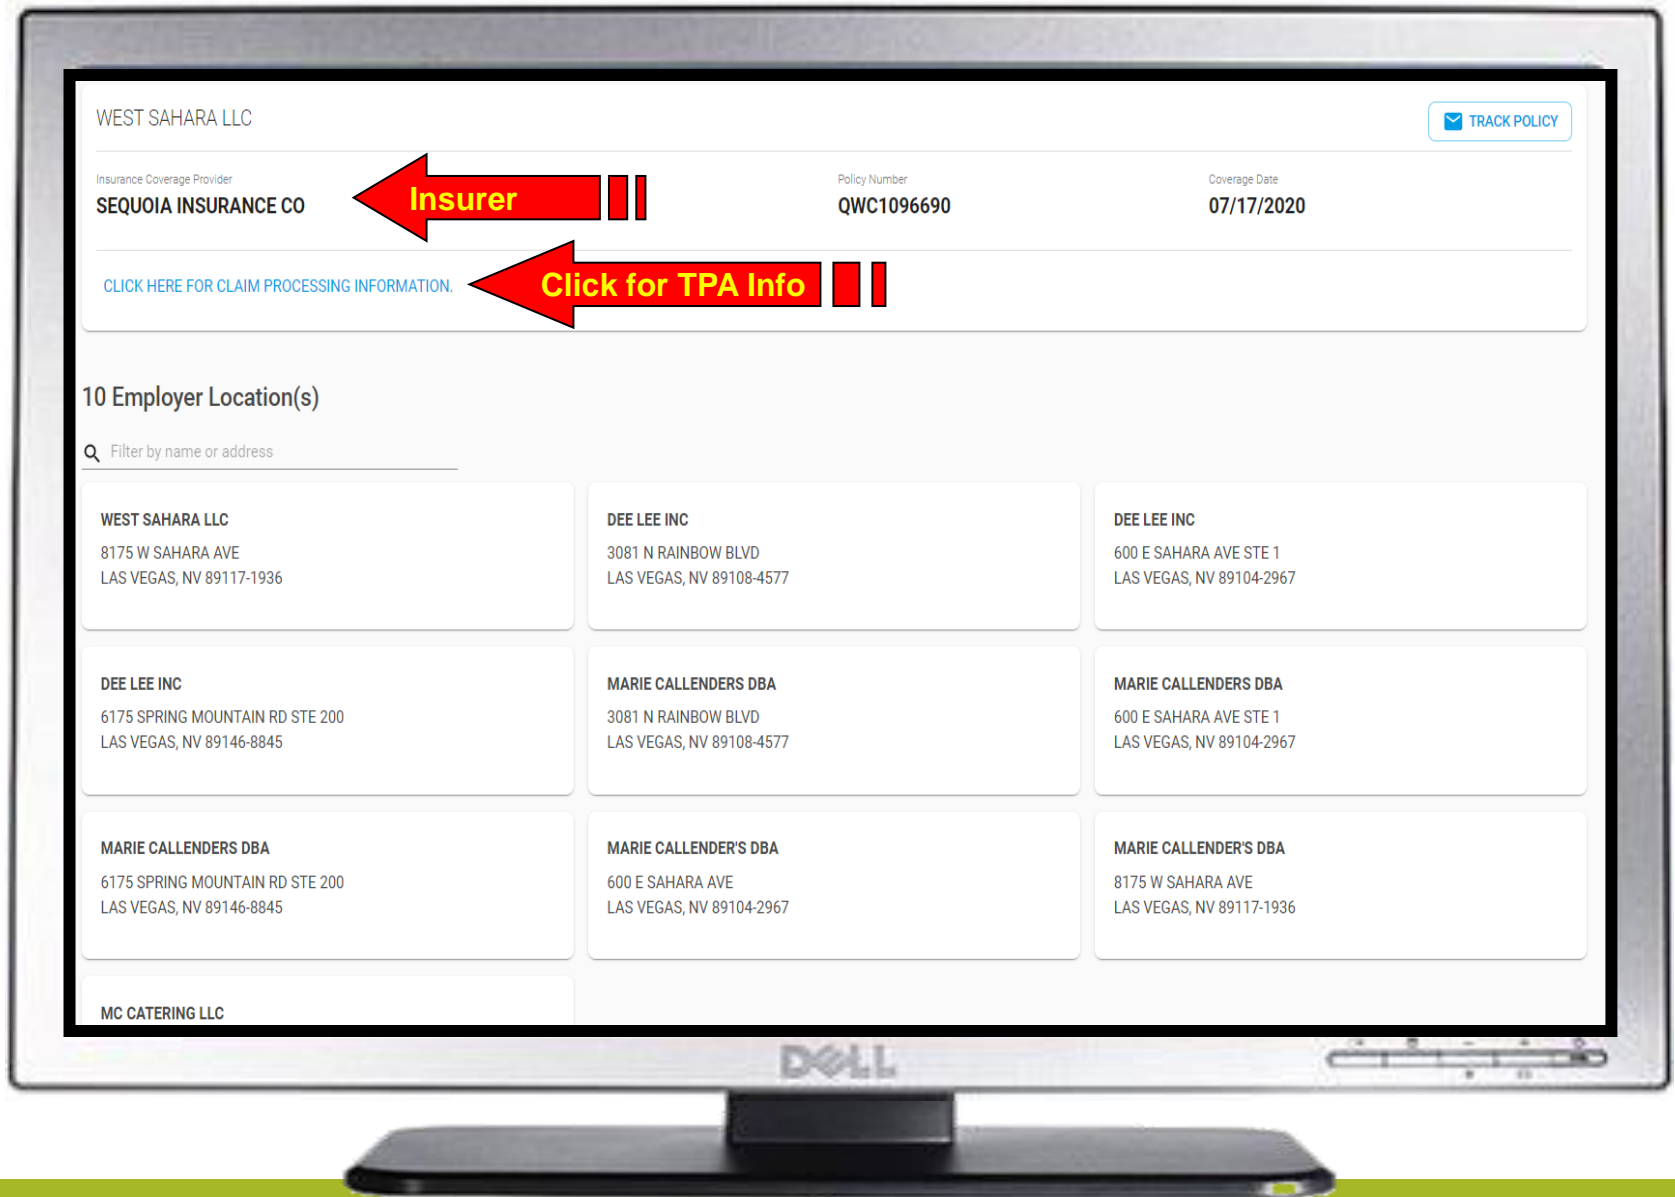 WEST SAHARA LLC
TRACK POLICY
Insurance Coverage Provider
SEQUOIA INSURANCE CO
Insurer
Policy Number
QWC1096690
Coverage Date
07/17/2020
CLICK HERE FOR CLAIM PROCESSING INFORMATION.
Click for TPA Info
10 Employer Location(s)
Filter by name or address
WEST SAHARA LLC
8175 W SAHARA AVE
LAS VEGAS, NV 89117-1936
DEE LEE INC
3081 N RAINBOW BLVD
LAS VEGAS, NV 89108-4577
DEE LEE INC
600 E SAHARA AVE STE 1
LAS VEGAS, NV 89104-2967
DEE LEE INC
6175 SPRING MOUNTAIN RD STE 200
LAS VEGAS, NV 89146-8845
MARIE CALLENDERS DBA
3081 N RAINBOW BLVD
LAS VEGAS, NV 89108-4577
MARIE CALLENDERS DBA
600 E SAHARA AVE STE 1
LAS VEGAS, NV 89104-2967
MARIE CALLENDERS DBA
6175 SPRING MOUNTAIN RD STE 200
LAS VEGAS, NV 89146-8845
MARIE CALLENDER'S DBA
600 E SAHARA AVE
LAS VEGAS, NV 89104-2967
MARIE CALLENDER'S DBA
8175 W SAHARA AVE
LAS VEGAS, NV 89117-1936
MC CATERING LLC
DELL